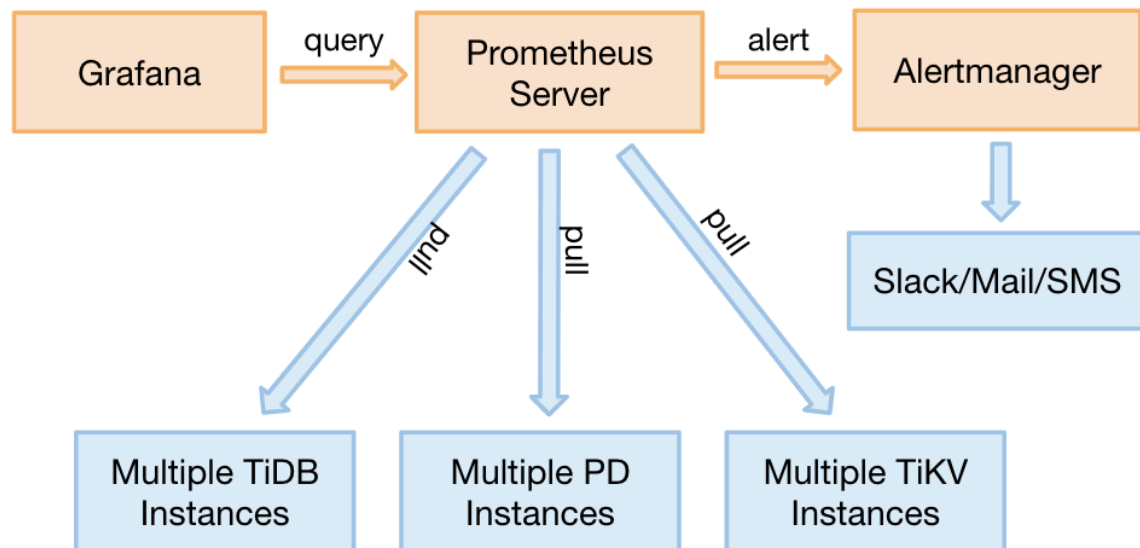 Grafana
query
Prometheus
Server
alert
Alertmanager
pull
pull
pull
Slack/Mail/SMS
Multiple TiDB
Instances
Multiple PD
Instances
Multiple TiKV
Instances